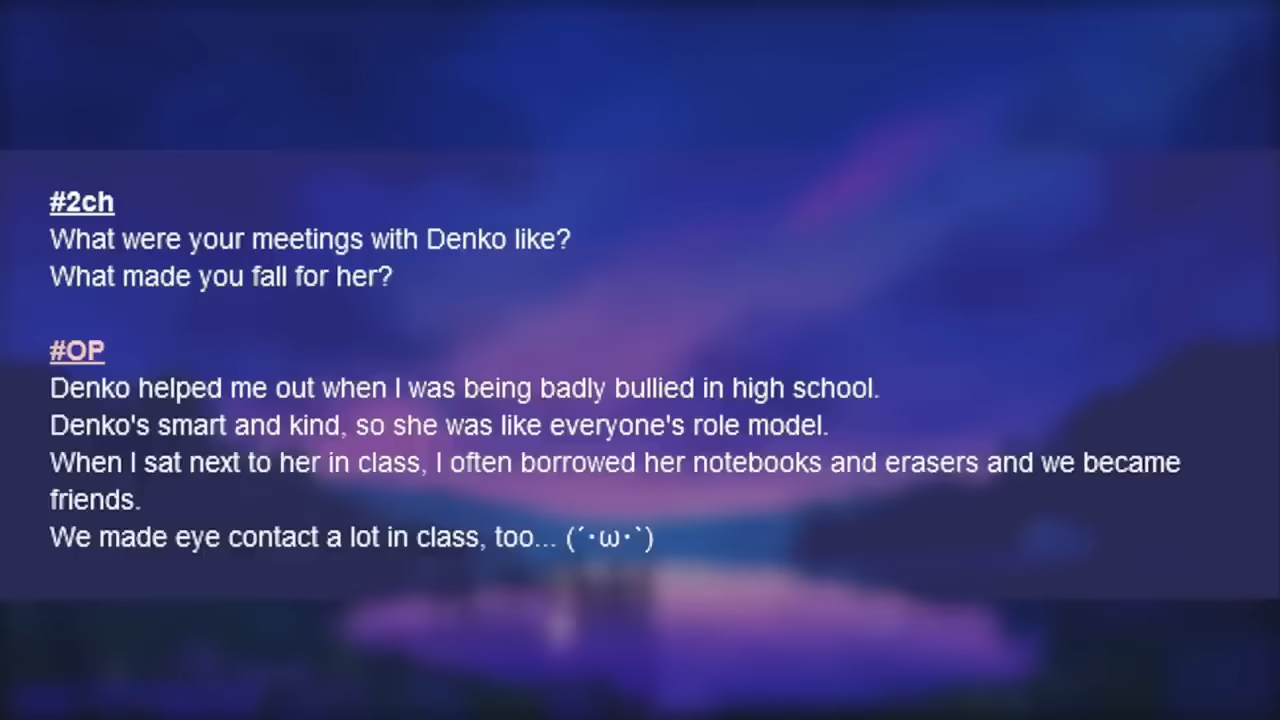 #2ch
What were your meetings with Denko like?
What made you fall for her?
#OP
Denko helped me out when I was being badly bullied in high school.
Denko's smart and kind, so she was like everyone's role model.
When I sat next to her in class, I often borrowed her notebooks and erasers and we became
friends.
We made eye contact a lot in class, too... (´･ω･`)